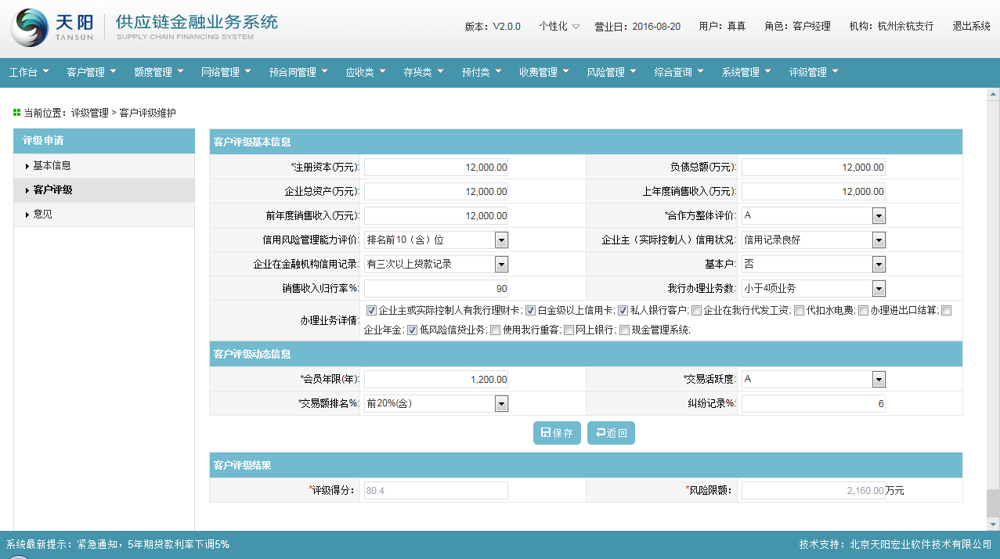 天阳 TANSUN 供应链金融业务系统
SUPPLY CHAIN FINANCING SYSTEM
版本：V2.0.0 个性化 营业日：2016-08-20 用户：真真 角色：客户经理 机构：杭州余杭支行 退出系统
工作台 客户管理 额度管理 网络管理 预合同管理 应收类 存货类 预付类 收费管理 风险管理 综合查询 系统管理 评级管理
当前位置：评级管理 > 客户评级维护
评级申请
基本信息
客户评级
意见
客户评级基本信息
*注册资本(万元): 12,000.00 负债总额(万元): 12,000.00
企业总资产(万元): 12,000.00 上年度销售收入(万元): 12,000.00
前年度销售收入(万元): 12,000.00 *合作方整体评价: A
信用风险管理能力评价: 排名前10（含）位 企业主（实际控制人）信用状况: 信用记录良好
企业在金融机构信用记录: 有三次以上贷款记录 基本户: 否
销售收入归行率%: 90 我行办理业务数: 小于4项业务
办理业务详情: 企业主或实际控制人有我行理财卡; 白金级以上信用卡; 私人银行客户; 企业在我行代发工资; 代扣水电费; 办理进出口结算;
企业年金; 低风险信贷业务; 使用我行重客; 网上银行; 现金管理系统;
客户评级动态信息
*会员年限(年): 1,200.00 *交易活跃度: A
*交易额排名%: 前20%(含) 纠纷记录%: 6
保存 返回
客户评级结果
*评级得分： 80.4 *风险限额： 2,160.00万元
系统最新提示：紧急通知，5年期贷款利率下调5% 技术支持：北京天阳宏业软件技术有限公司